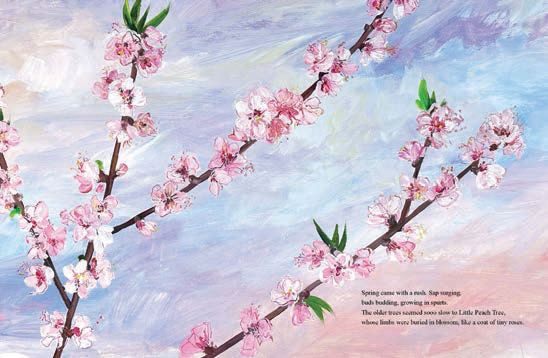 Spring came with a rush. Sap surging,
buds budding, growing in spurts.
The older trees seemed sooo slow to Little Peach Tree,
whose limbs were buried in blossom, like a coat of tiny roses.